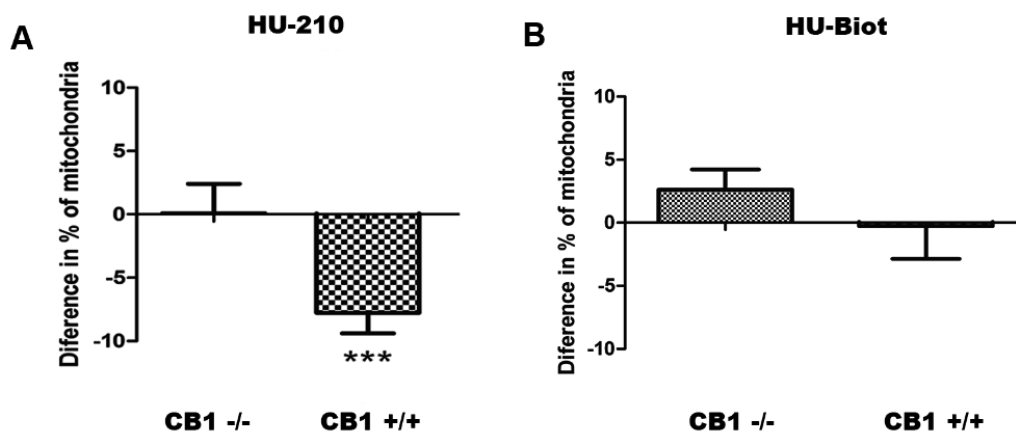 A
HU-210
Diference in % of mitochondria
10
5
0
-5
-10
***
CB1 -/-
CB1 +/+
B
HU-Biot
Diference in % of mitochondria
10
5
0
-5
-10
CB1 -/-
CB1 +/+